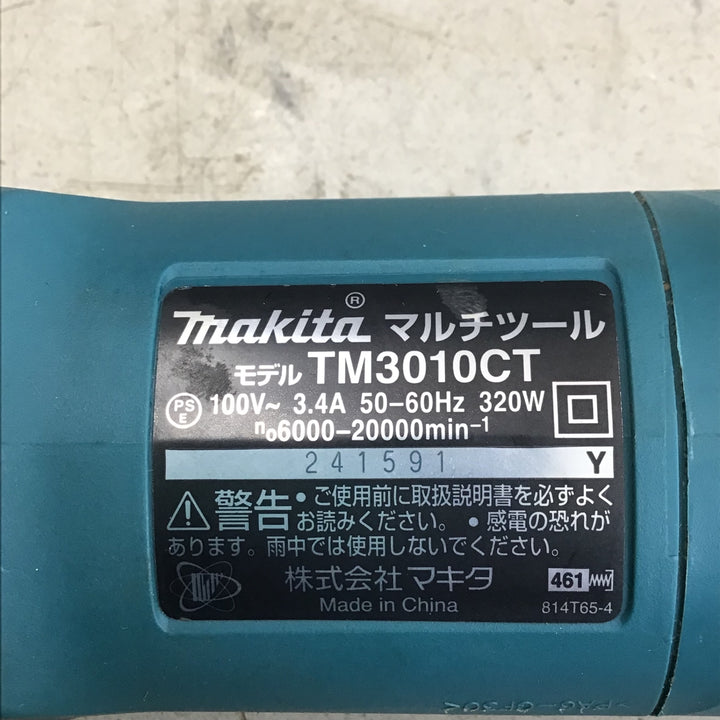 makita® マルチツール
モデル TM3010CT
PSE 100V~ 3.4A 50-60Hz 320W
n₀6000-20000min⁻¹
241591 Y
警告 • ご使用前に取扱説明書を必ずよく
お読みください。 • 感電の恐れが
あります。雨中では使用しないでください。
株式会社 マキタ 461
Made in China 814T65-4
>PA6-GF30<